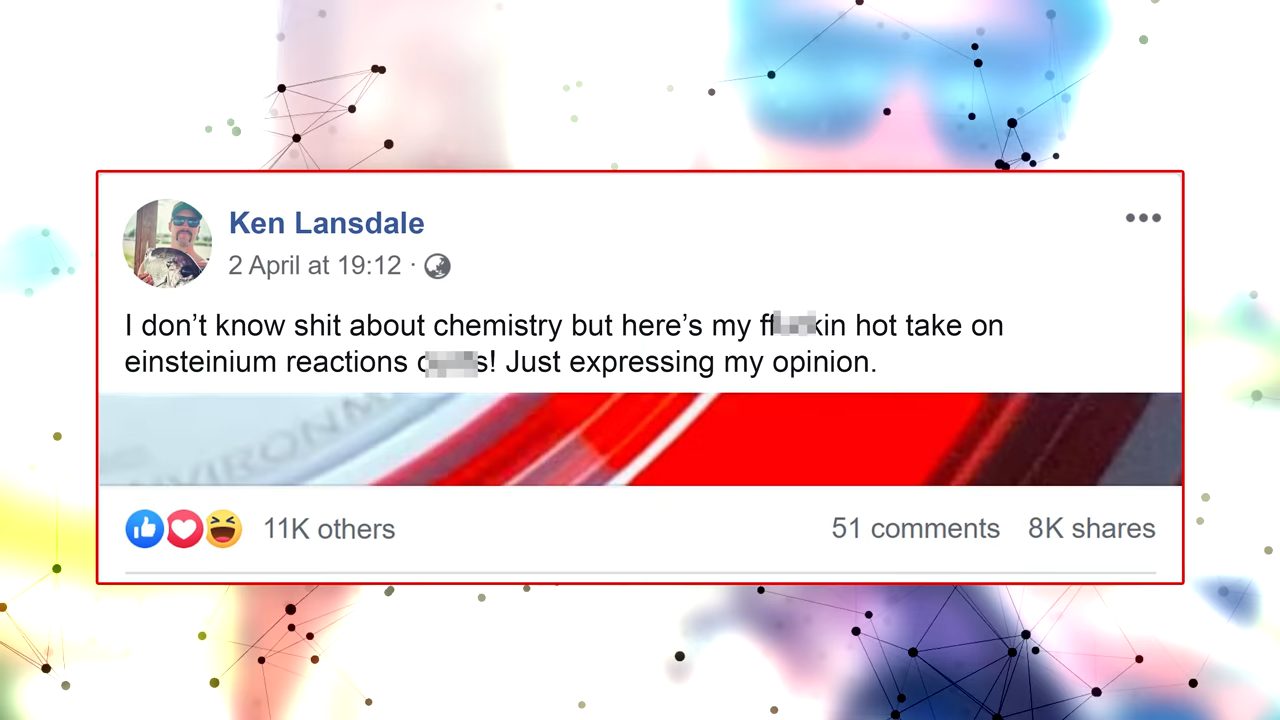 Ken Lansdale
2 April at 19:12 ·
I don’t know shit about chemistry but here’s my hot take on
einsteinium reactions Just expressing my opinion.
11K others
51 comments 8K shares